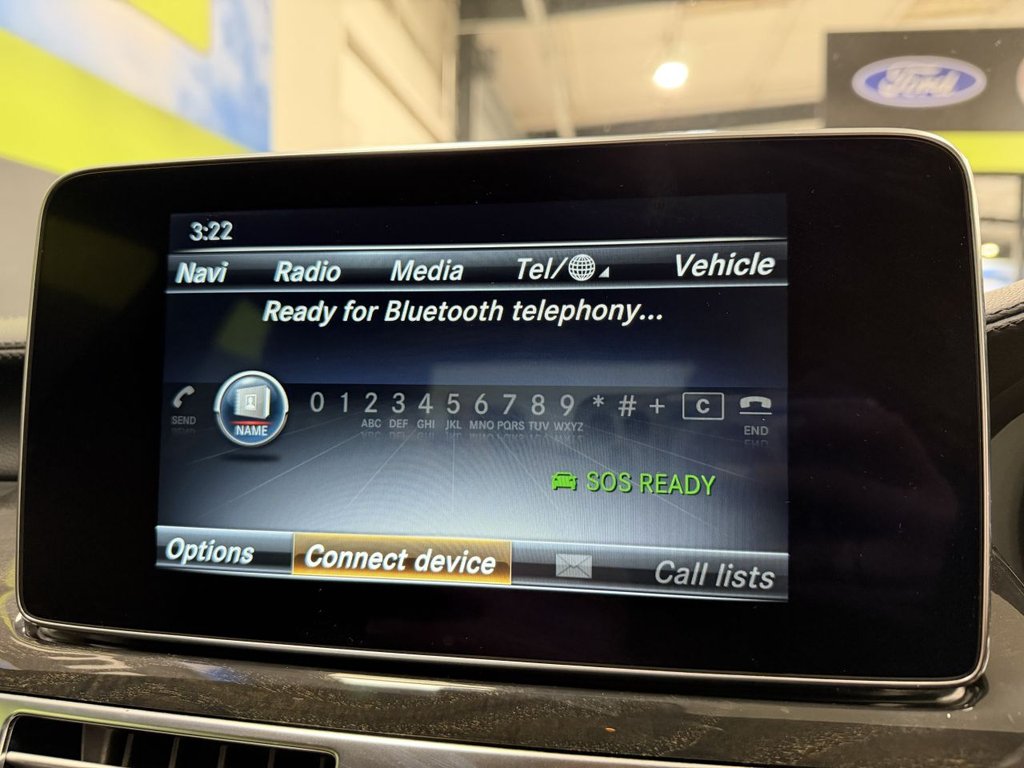 Ford
3:22
Navi Radio Media Tel/ Vehicle
Ready for Bluetooth telephony...
SEND NAME 0 1 2 3 4 5 6 7 8 9 * # + C END
ABC DEF GHI JKL MNO PQRS TUV WXYZ
SOS READY
Options Connect device Call lists